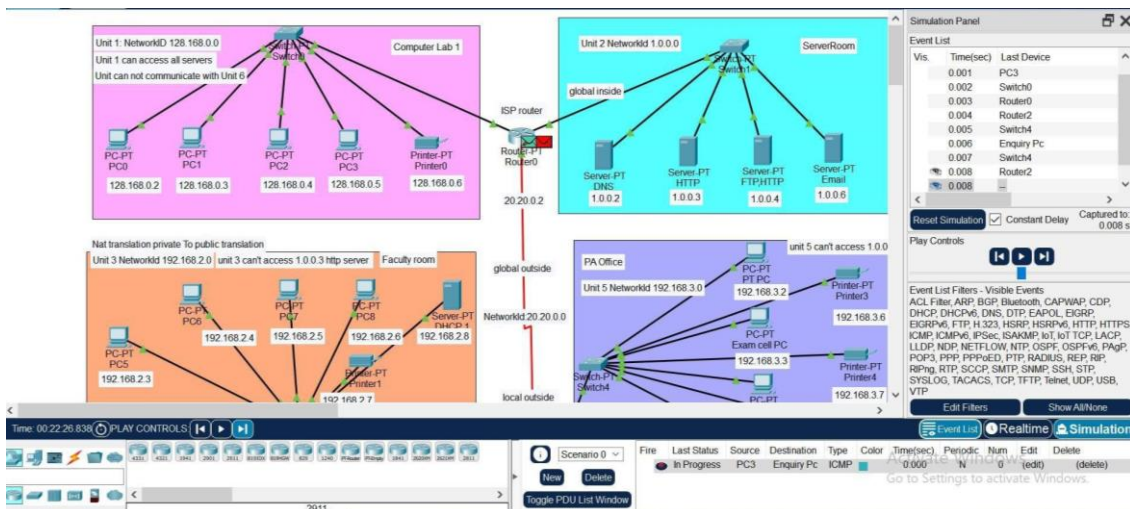 Unit 1: NetworkID 128.168.0.0
Unit 1 can access all servers
Unit can not communicate with Unit 6
Computer Lab 1
Switch0
PC-PT
PC0
128.168.0.2
PC-PT
PC1
128.168.0.3
PC-PT
PC2
128.168.0.4
PC-PT
PC3
128.168.0.5
Printer-PT
Printer0
128.168.0.6
ISP router
Router-PT
Router0
20.20.0.2
global inside
Unit 2 NetworkId 1.0.0.0
ServerRoom
Switch-PT
Switch1
Server-PT
DNS
1.0.0.2
Server-PT
HTTP
1.0.0.3
Server-PT
FTP,HTTP
1.0.0.4
Server-PT
Email
1.0.0.6
Nat translation private To public translation
Unit 3 NetworkId 192.168.2.0
unit 3 can't access 1.0.0.3 http server
Faculty room
PC-PT
PC5
192.168.2.3
PC-PT
PC6
192.168.2.4
PC-PT
PC7
192.168.2.5
PC-PT
PC8
192.168.2.6
Server-PT
DHCP 1
192.168.2.8
Printer-PT
Printer1
192.168.2.7
global outside
NetworkId:20.20.0.0
local outside
PA Office
unit 5 can't access 1.0.0
Unit 5 NetworkId 192.168.3.0
PC-PT
PT PC
192.168.3.2
Printer-PT
Printer3
192.168.3.6
PC-PT
Exam cell PC
192.168.3.3
Printer-PT
Printer4
192.168.3.7
Switch-PT
Switch4
PC-PT
Simulation Panel
Event List
Vis. Time(sec) Last Device
0.001 PC3
0.002 Switch0
0.003 Router0
0.004 Router2
0.005 Switch4
0.006 Enquiry Pc
0.007 Switch4
0.008 Router2
0.008 --
Reset Simulation Constant Delay Captured to:
0.008 s
Play Controls
Event List Filters - Visible Events
ACL Filter, ARP, BGP, Bluetooth, CAPWAP, CDP,
DHCP, DHCPv6, DNS, DTP, EAPOL, EIGRP,
EIGRPv6, FTP, H.323, HSRP, HSRPv6, HTTP, HTTPS,
ICMP, ICMPv6, IPSec, ISAKMP, IoT, IoT TCP, LACP,
LLDP, NDP, NETFLOW, NTP, OSPF, OSPFv6, PAgP,
POP3, PPP, PPPoED, PTP, RADIUS, REP, RIP,
RIPng, RTP, SCCP, SMTP, SNMP, SSH, STP,
SYSLOG, TACACS, TCP, TFTP, Telnet, UDP, USB,
VTP
Edit Filters Show All/None
Time: 00:22:26.838 PLAY CONTROLS:
Event List Realtime Simulation
4331 4321 1941 2901 2911 819IOX 819HGW 829 1240 PT-Router PT-Empty 1841 2620XM 2621XM 2811
2911
Scenario 0
New Delete
Toggle PDU List Window
Fire Last Status Source Destination Type Color Time(sec) Periodic Num Edit Delete
In Progress PC3 Enquiry Pc ICMP 0.000 N 0 (edit) (delete)
Activate Windows
Go to Settings to activate Windows.